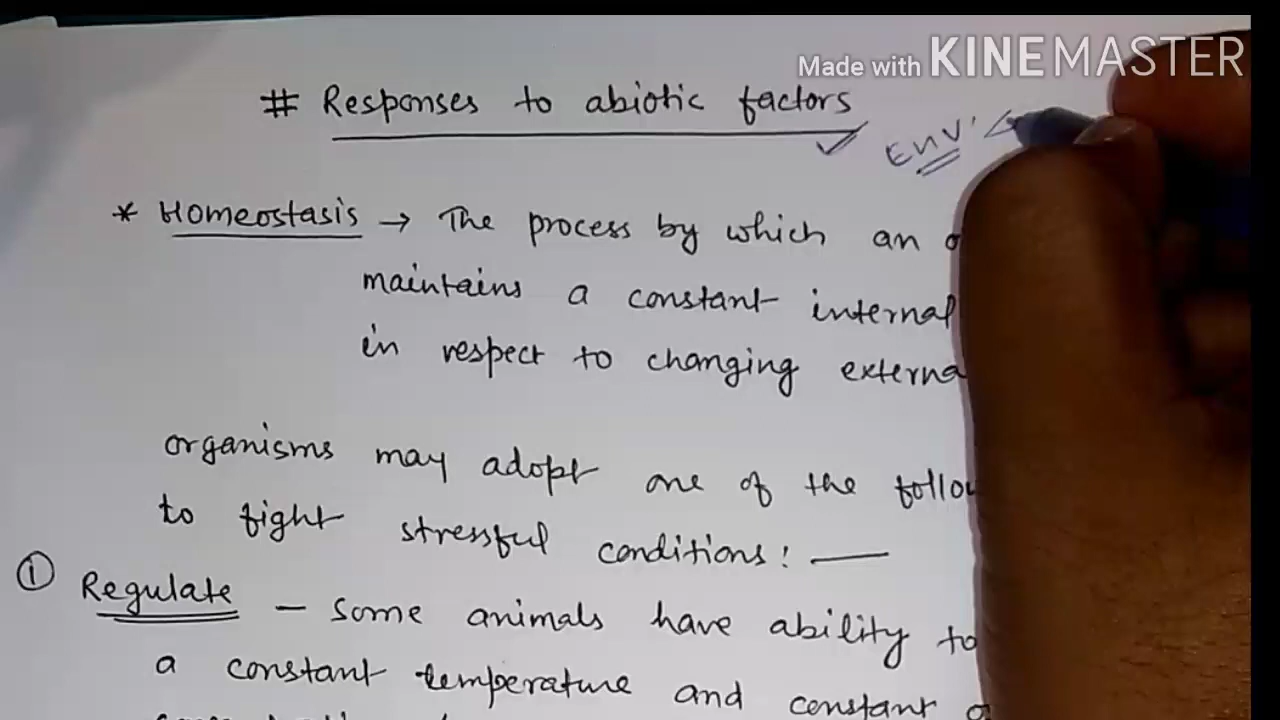 Made with KINEMASTER
# Responses to abiotic factors
Env'
* Homeostasis → The process by which an
maintains a constant internal
in respect to changing
organisms may adopt one of the
to fight stressful conditions : —
① Regulate — Some animals have ability to
a constant temperature and constant